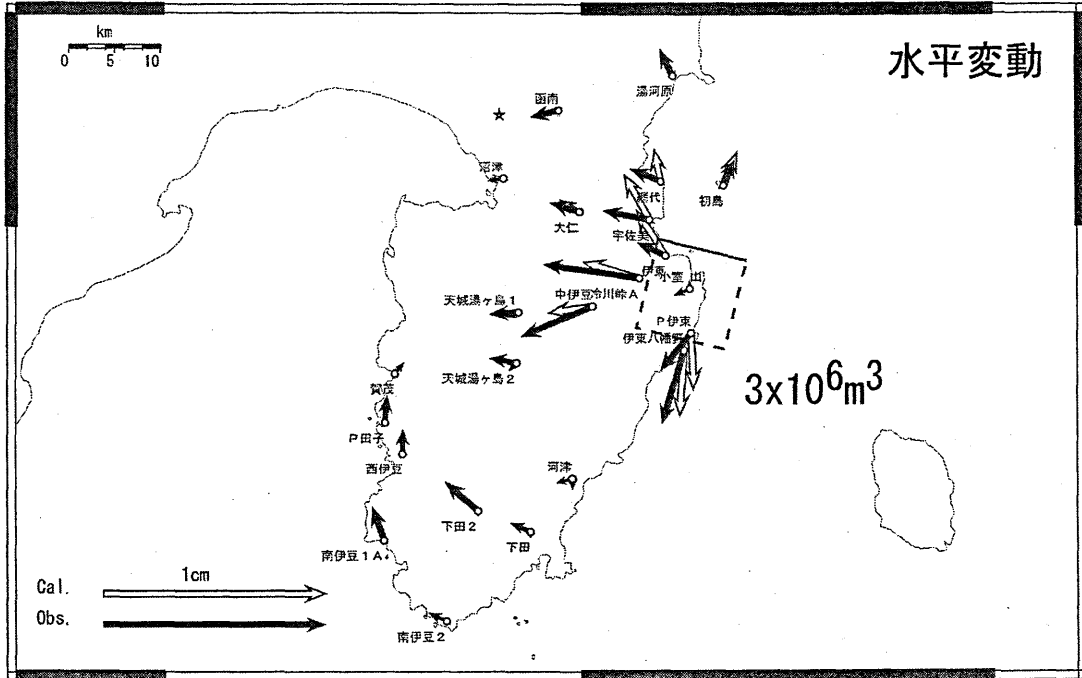 km
0 5 10
水平変動
湯河原
函南
沼津
初島
網代
大仁
宇佐美
伊東
小室山
中伊豆
冷川峠A
天城湯ヶ島1
P伊東
伊東八幡野
天城湯ヶ島2
3x10⁶m³
賀茂
P田子
西伊豆
河津
下田2
下田
南伊豆1A
1cm
Cal.
Obs.
南伊豆2